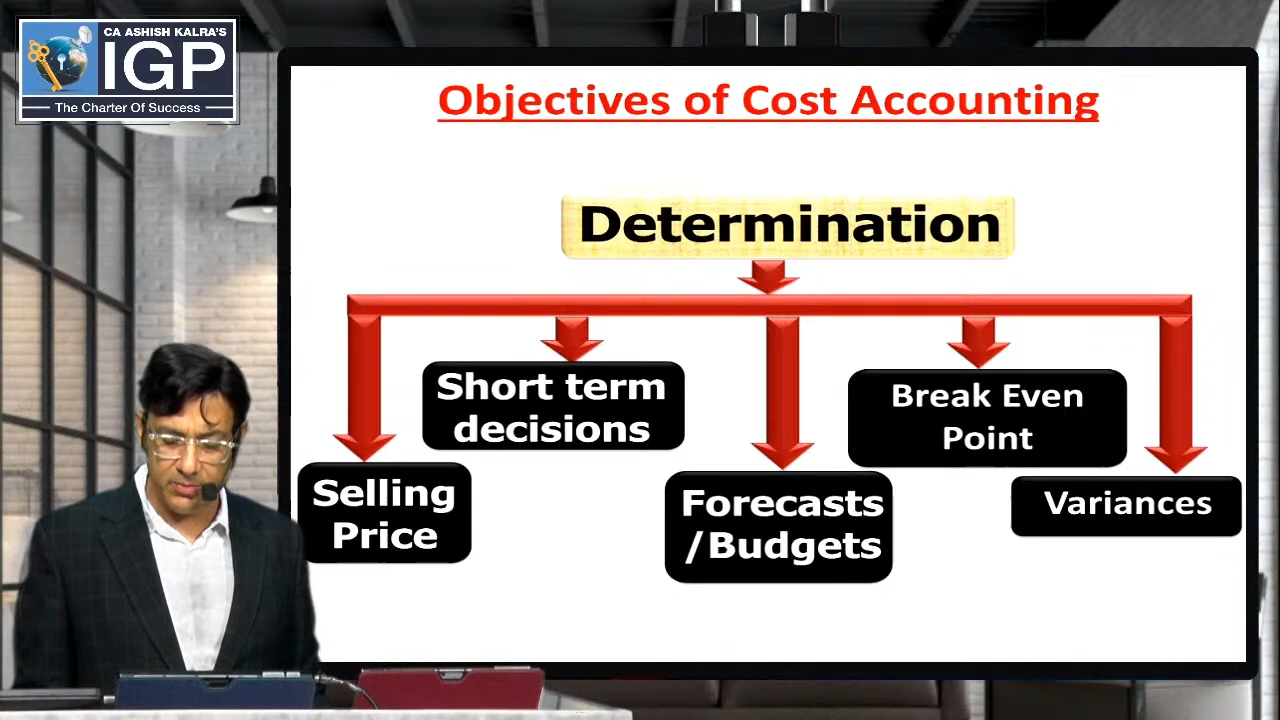 CA ASHISH KALRA'S
IGP
The Charter Of Success
Objectives of Cost Accounting
Determination
Short term
decisions
Break Even
Point
Selling
Price
Forecasts
/Budgets
Variances